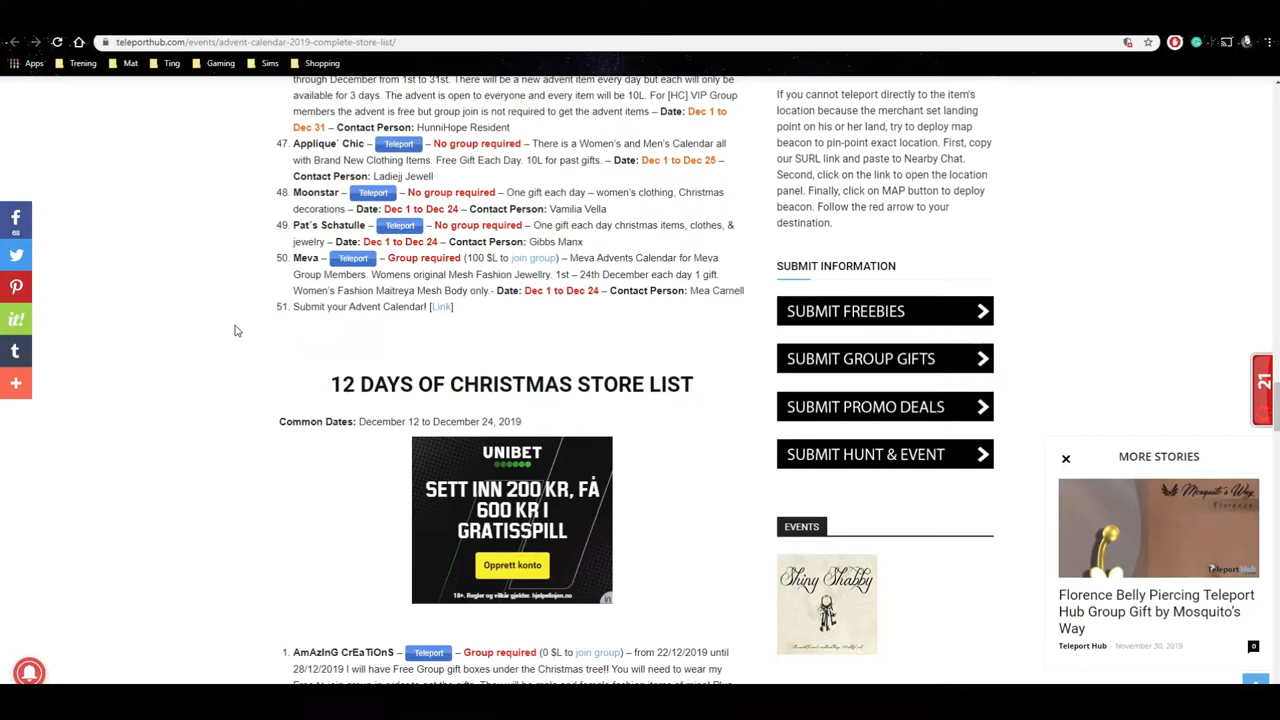 teleporthub.com/events/advent-calendar-2019-complete-store-list/
Apps Trening Mat Ting Gaming Sims Shopping
through December from 1st to 31st. There will be a new advent item every day but each will only be
available for 3 days. The advent is open to everyone and every item will be 10L. For [HC] VIP Group
members the advent is free but group join is not required to get the advent items – Date: Dec 1 to
Dec 31 – Contact Person: HunniHope Resident
47. Applique` Chic – Teleport – No group required – There is a Women's and Men's Calendar all
with Brand New Clothing Items. Free Gift Each Day. 10L for past gifts. – Date: Dec 1 to Dec 25 –
Contact Person: Ladiejj Jewell
48. Moonstar – Teleport – No group required – One gift each day – women's clothing, Christmas
decorations – Date: Dec 1 to Dec 24 – Contact Person: Vamilia Vella
49. Pat`s Schatulle – Teleport – No group required – One gift each day christmas items, clothes, &
jewelry – Date: Dec 1 to Dec 24 – Contact Person: Gibbs Manx
50. Meva – Teleport – Group required (100 $L to join group) – Meva Advents Calendar for Meva
Group Members. Womens original Mesh Fashion Jewellry. 1st – 24th December each day 1 gift.
Women's Fashion Maitreya Mesh Body only.- Date: Dec 1 to Dec 24 – Contact Person: Mea Carnell
51. Submit your Advent Calendar! [Link]
12 DAYS OF CHRISTMAS STORE LIST
Common Dates: December 12 to December 24, 2019
UNIBET
SETT INN 200 KR, FÅ
600 KR I
GRATISSPILL
Opprett konto
18+. Regler og vilkår gjelder. hjelpelinjen.no
1. AmAzInG CrEaTiOnS – Teleport – Group required (0 $L to join group) – from 22/12/2019 until
28/12/2019 I will have Free Group gift boxes under the Christmas tree!! You will need to wear my
If you cannot teleport directly to the item's
location because the merchant set landing
point on his or her land, try to deploy map
beacon to pin-point exact location. First, copy
our SURL link and paste to Nearby Chat.
Second, click on the link to open the location
panel. Finally, click on MAP button to deploy
beacon. Follow the red arrow to your
destination.
SUBMIT INFORMATION
SUBMIT FREEBIES
SUBMIT GROUP GIFTS
SUBMIT PROMO DEALS
SUBMIT HUNT & EVENT
EVENTS
Shiny Shabby
21
× MORE STORIES
Mosquito's Way
Florence
Teleport Hub
Florence Belly Piercing Teleport
Hub Group Gift by Mosquito's
Way
Teleport Hub - November 30, 2019 0
f
68
it!
t